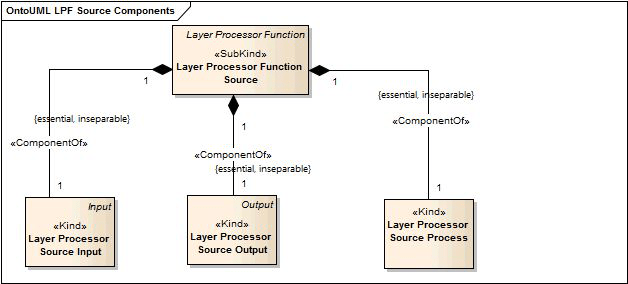 OntoUML LPF Source Components
Layer Processor Function
«SubKind»
Layer Processor Function
Source
1
1
1
{essential, inseparable}
{essential, inseparable}
{essential, inseparable}
«ComponentOf»
«ComponentOf»
«ComponentOf»
1
1
1
Input
«Kind»
Layer Processor
Source Input
Output
«Kind»
Layer Processor
Source Output
«Kind»
Layer Processor
Source Process